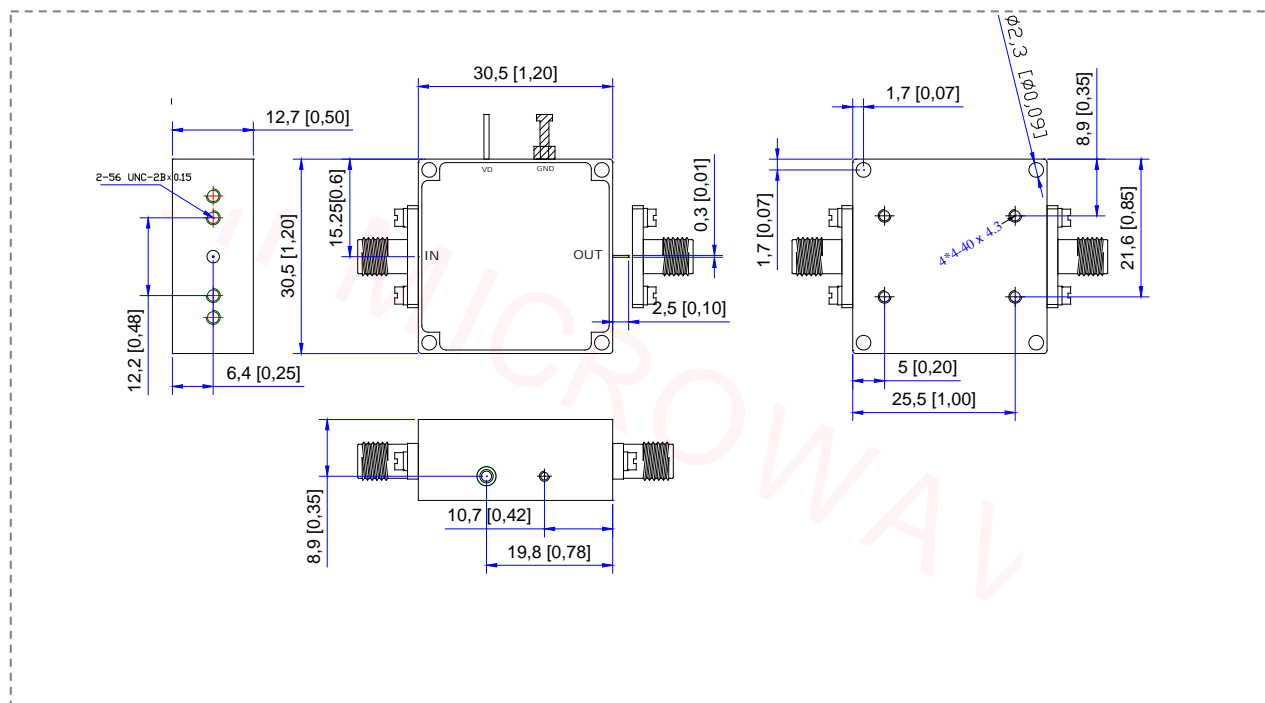 30,5 [1,20]
12,7 [0,50]
2-56 UNC-2Bx0.15
12,2 [0,48]
6,4 [0,25]
30,5 [1,20]
15.25[0.6]
VD
GND
IN
OUT
0,3 [0,01]
2,5 [0,10]
1,7 [0,07]
ø2,3 [ø0,09]
8,9 [0,35]
1,7 [0,07]
4*4-40 x 4.3
21,6 [0,85]
5 [0,20]
25,5 [1,00]
8,9 [0,35]
10,7 [0,42]
19,8 [0,78]
MICROWAV